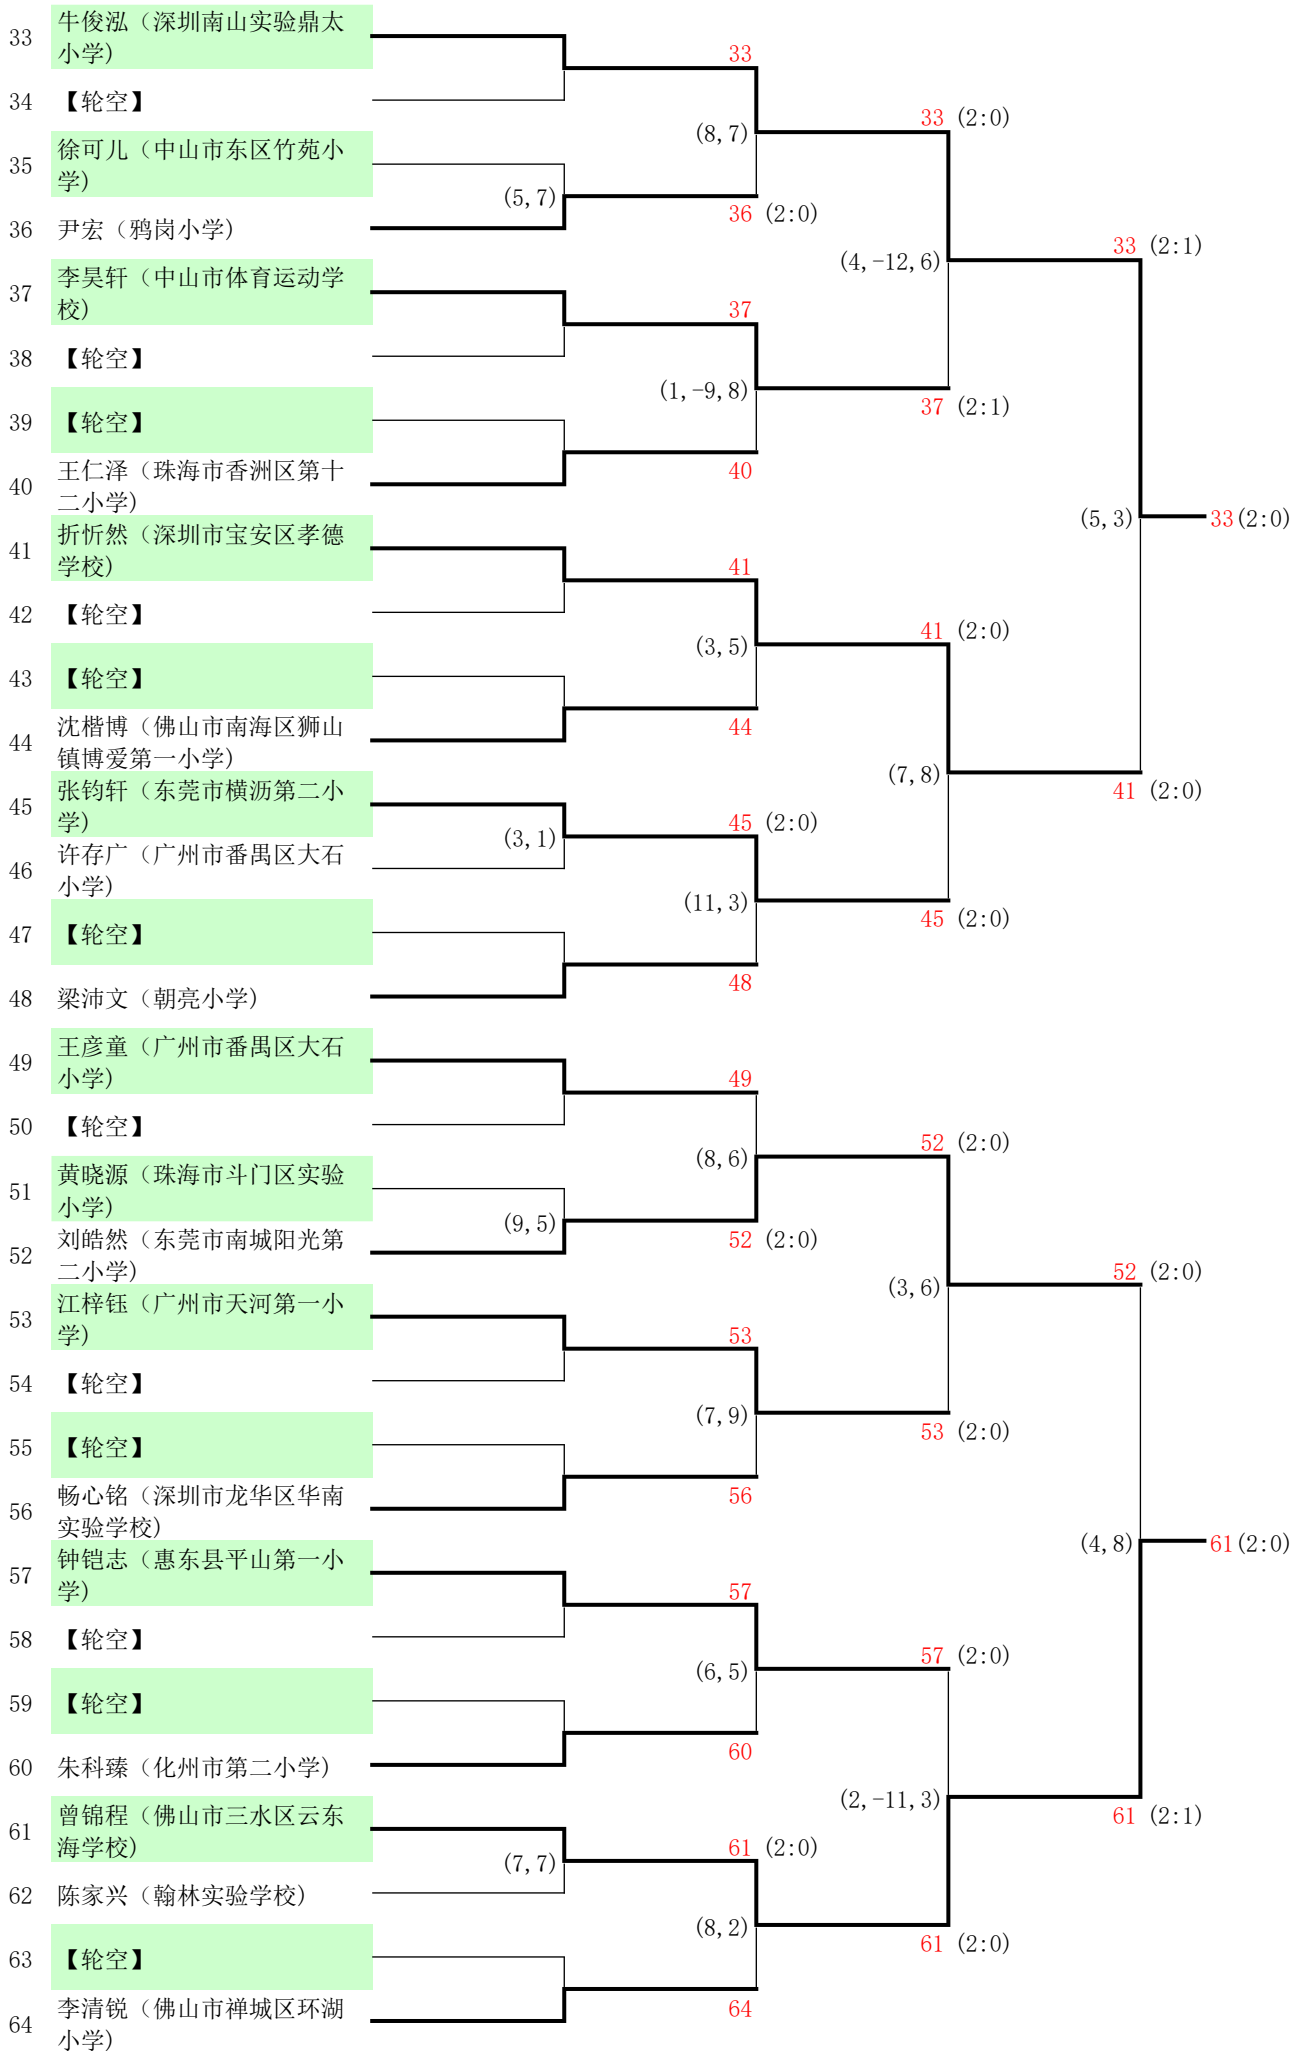 牛俊泓（深圳南山实验鼎太
33
小学）
33
34 【轮空】
33 (2:0)
(8,7)
徐可儿（中山市东区竹苑小
35
学）
(5,7)
36 (2:0)
36 尹宏（鸦岗小学）
33 (2:1)
(4,-12,6)
李昊轩（中山市体育运动学
37
校）
37
38 【轮空】
(1,-9,8)
37 (2:1)
39 【轮空】
王仁泽（珠海市香洲区第十
40
40
二小学）
(5,3)
33(2:0)
折忻然（深圳市宝安区孝德
41
学校）
41
42 【轮空】
41 (2:0)
(3,5)
43 【轮空】
沈楷博（佛山市南海区狮山
44
44
镇博爱第一小学）
(7,8)
41 (2:0)
张钧轩（东莞市横沥第二小
45
学）
45 (2:0)
(3,1)
许存广（广州市番禺区大石
46
小学）
(11,3)
45 (2:0)
47 【轮空】
48
48 梁沛文（朝亮小学）
王彦童（广州市番禺区大石
49
小学）
49
50 【轮空】
52 (2:0)
(8,6)
黄晓源（珠海市斗门区实验
51
小学）
(9,5)
刘皓然（东莞市南城阳光第
52 (2:0)
52
二小学）
52 (2:0)
(3,6)
江梓钰（广州市天河第一小
53
学）
53
54 【轮空】
(7,9)
53 (2:0)
55 【轮空】
畅心铭（深圳市龙华区华南
56
56
实验学校）
(4,8)
61(2:0)
钟铠志（惠东县平山第一小
57
学）
57
58 【轮空】
57 (2:0)
(6,5)
59 【轮空】
60
60 朱科臻（化州市第二小学）
(2,-11,3)
61 (2:1)
曾锦程（佛山市三水区云东
61
海学校）
61 (2:0)
(7,7)
62 陈家兴（翰林实验学校）
(8,2)
61 (2:0)
63 【轮空】
李清锐（佛山市禅城区环湖
64
64
小学）